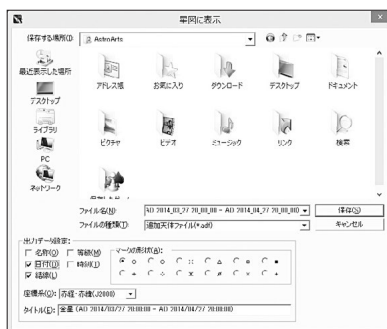 星図に表示
保存する場所(I): AstroArts
最近表示した場所
デスクトップ
ライブラリ
PC
ネットワーク
アドレス帳
お気に入り
ダウンロード
デスクトップ
ドキュメント
ピクチャ
ビデオ
ミュージック
リンク
検索
ファイル名(N): AD 2014_03_27 20_00_00 - AD 2014_04_27 20_00_00) 保存(S)
ファイルの種類(T): 追加天体ファイル(*.adf) キャンセル
出力データ設定:
名称(O) 等級(M)
日付(D) 時刻(T)
結線(L)
マークの形状(A):
座標系(C): 赤経・赤緯(J2000)
タイトル(E): 金星 (AD 2014/03/27 20:00:00 - AD 2014/04/27 20:00:00)